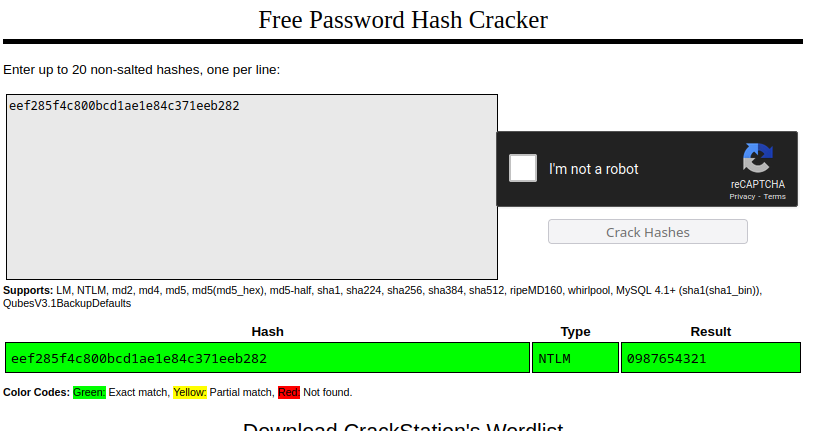 Free Password Hash Cracker
Enter up to 20 non-salted hashes, one per line:
eef285f4c800bcd1ae1e84c371eeb282
I'm not a robot
reCAPTCHA
Privacy - Terms
Crack Hashes
Supports: LM, NTLM, md2, md4, md5, md5(md5_hex), md5-half, sha1, sha224, sha256, sha384, sha512, ripeMD160, whirlpool, MySQL 4.1+ (sha1(sha1_bin)),
QubesV3.1BackupDefaults
Hash Type Result
eef285f4c800bcd1ae1e84c371eeb282 NTLM 0987654321
Color Codes: Green: Exact match, Yellow: Partial match, Red: Not found.
Download CrackStation's Wordlist